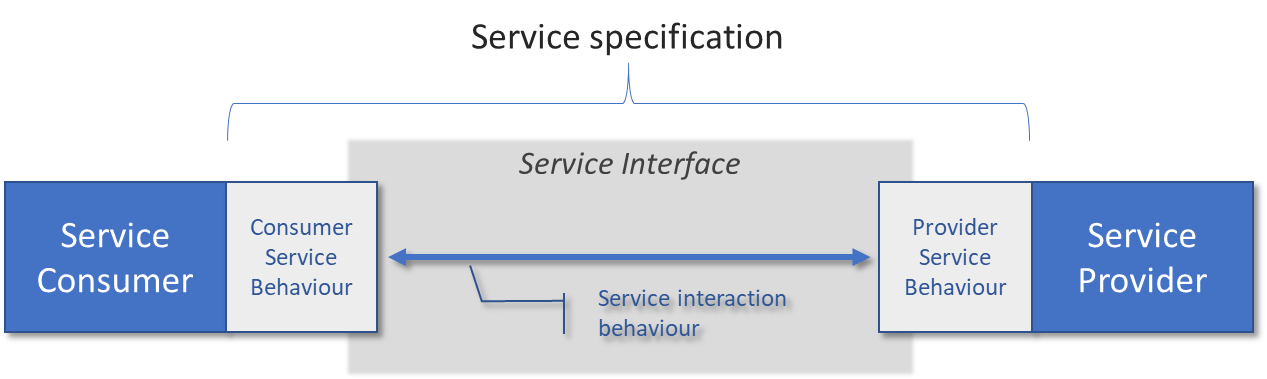 Service specification
Service Interface
Service
Consumer
Consumer
Service
Behaviour
Service interaction
behaviour
Provider
Service
Behaviour
Service
Provider